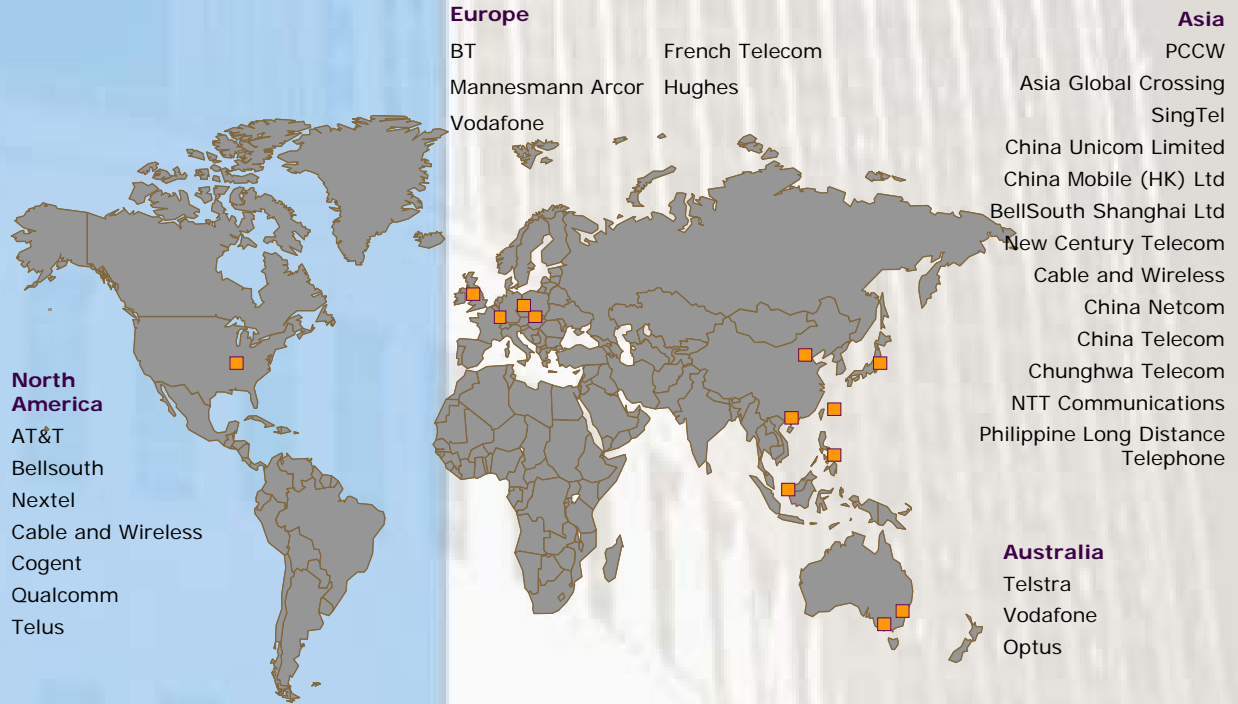 Europe
BT
French Telecom
Mannesmann Arcor
Hughes
Vodafone
Asia
PCCW
Asia Global Crossing
SingTel
China Unicom Limited
China Mobile (HK) Ltd
BellSouth Shanghai Ltd
New Century Telecom
Cable and Wireless
China Netcom
China Telecom
Chunghwa Telecom
NTT Communications
Philippine Long Distance
Telephone
North
America
AT&T
Bellsouth
Nextel
Cable and Wireless
Cogent
Qualcomm
Telus
Australia
Telstra
Vodafone
Optus